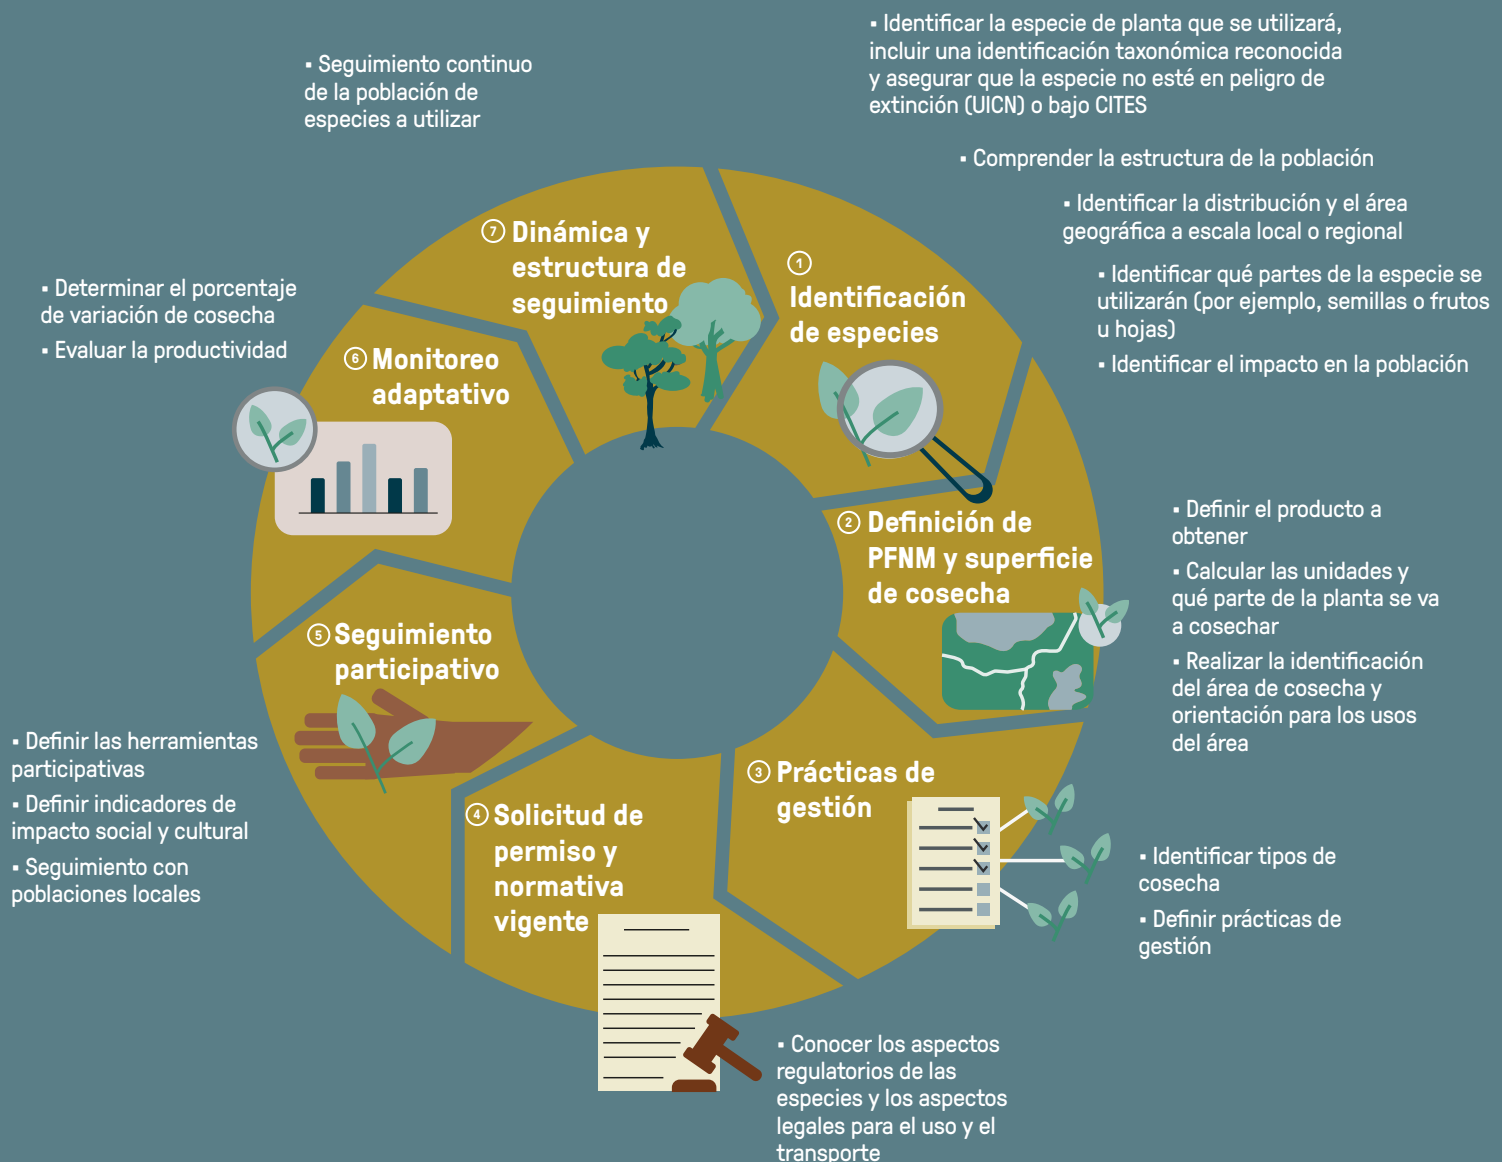 ▪ Identificar la especie de planta que se utilizará,
incluir una identificación taxonómica reconocida
y asegurar que la especie no esté en peligro de
extinción (UICN) o bajo CITES
▪ Comprender la estructura de la población
▪ Identificar la distribución y el área
geográfica a escala local o regional
▪ Identificar qué partes de la especie se
utilizarán (por ejemplo, semillas o frutos
u hojas)
▪ Identificar el impacto en la población
1
Identificación
de especies
2 Definición de
PFNM y superficie
de cosecha
▪ Definir el producto a
obtener
▪ Calcular las unidades y
qué parte de la planta se va
a cosechar
▪ Realizar la identificación
del área de cosecha y
orientación para los usos
del área
3 Prácticas de
gestión
▪ Identificar tipos de
cosecha
▪ Definir prácticas de
gestión
4 Solicitud de
permiso y
normativa
vigente
▪ Conocer los aspectos
regulatorios de las
especies y los aspectos
legales para el uso y el
transporte
5 Seguimiento
participativo
▪ Definir las herramientas
participativas
▪ Definir indicadores de
impacto social y cultural
▪ Seguimiento con
poblaciones locales
6 Monitoreo
adaptativo
▪ Determinar el porcentaje
de variación de cosecha
▪ Evaluar la productividad
7 Dinámica y
estructura de
seguimiento
▪ Seguimiento continuo
de la población de
especies a utilizar